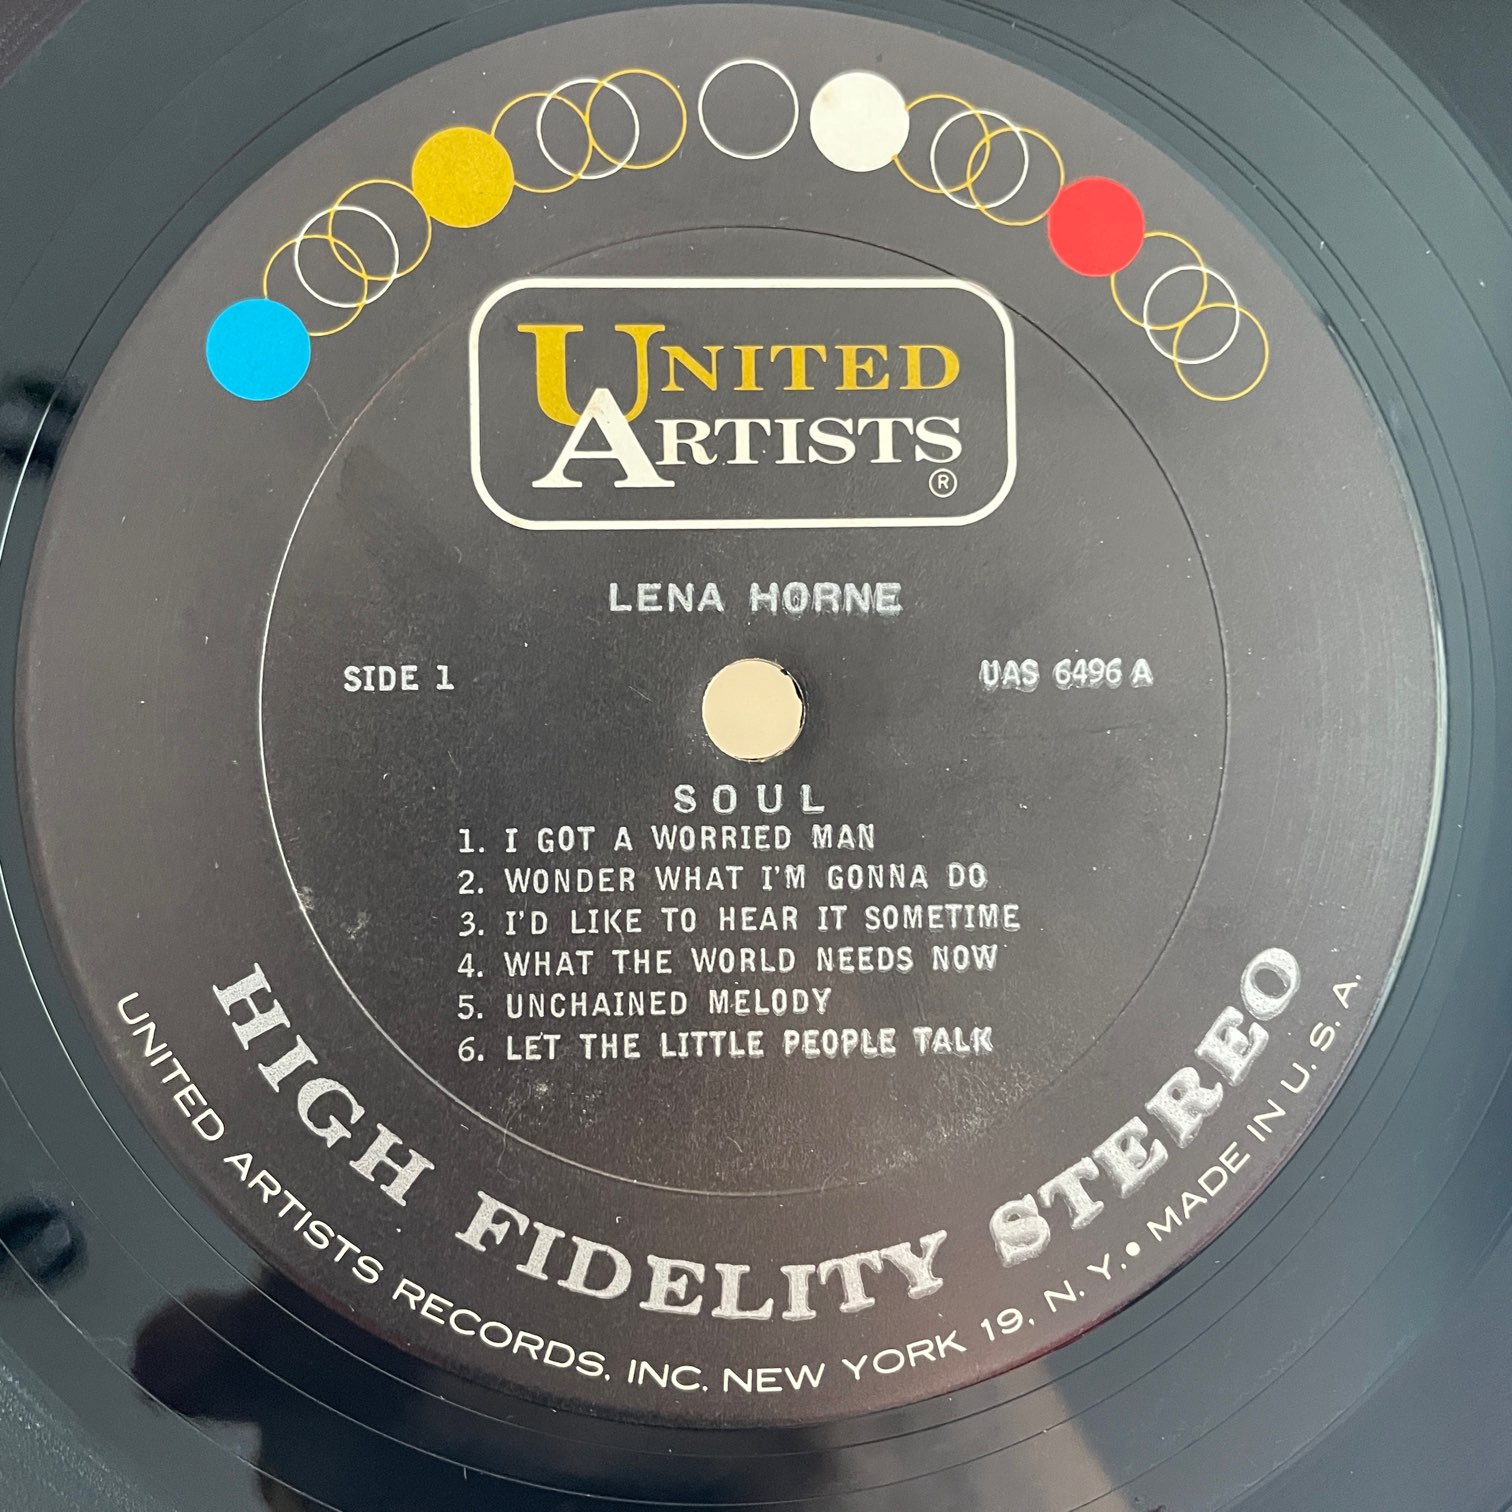 UNITED
ARTISTS
®
LENA HORNE
SIDE 1
UAS 6496 A
SOUL
1. I GOT A WORRIED MAN
2. WONDER WHAT I'M GONNA DO
3. I'D LIKE TO HEAR IT SOMETIME
4. WHAT THE WORLD NEEDS NOW
5. UNCHAINED MELODY
6. LET THE LITTLE PEOPLE TALK
HIGH FIDELITY STEREO
UNITED ARTISTS RECORDS, INC. NEW YORK 19, N. Y. • MADE IN U. S. A.